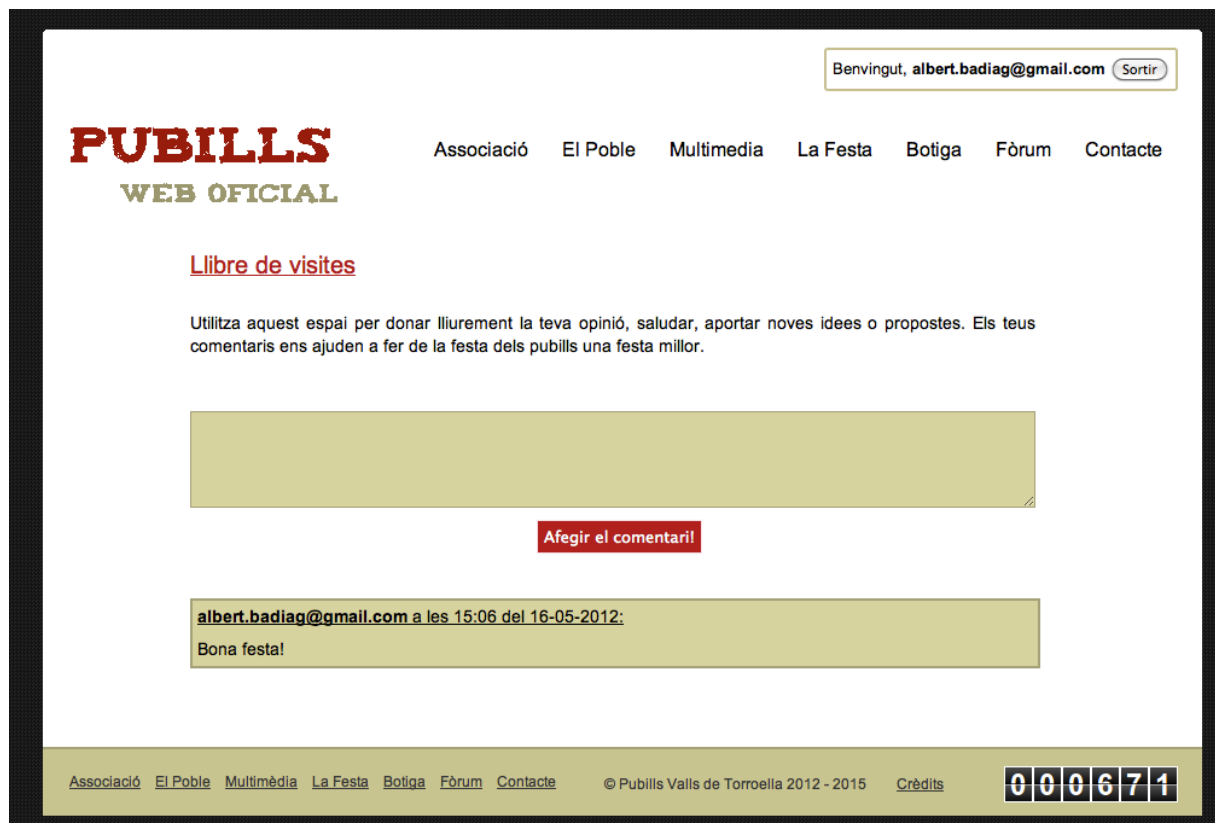 Benvingut, albert.badiag@gmail.com Sortir
PUBILLS
WEB OFICIAL
Associació El Poble Multimedia La Festa Botiga Fòrum Contacte
Llibre de visites
Utilitza aquest espai per donar lliurement la teva opinió, saludar, aportar noves idees o propostes. Els teus
comentaris ens ajuden a fer de la festa dels pubills una festa millor.
Afegir el comentari!
albert.badiag@gmail.com a les 15:06 del 16-05-2012:
Bona festa!
Associació El Poble Multimèdia La Festa Botiga Fòrum Contacte © Pubills Valls de Torroella 2012 - 2015 Crèdits 000671